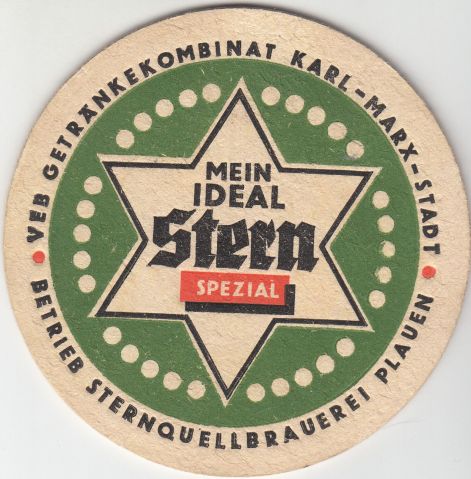 VEB GETRÄNKEKOMBINAT KARL-MARX-STADT
MEIN
IDEAL
Stern
SPEZIAL
BETRIEB STERNQUELLBRAUEREI PLAUEN